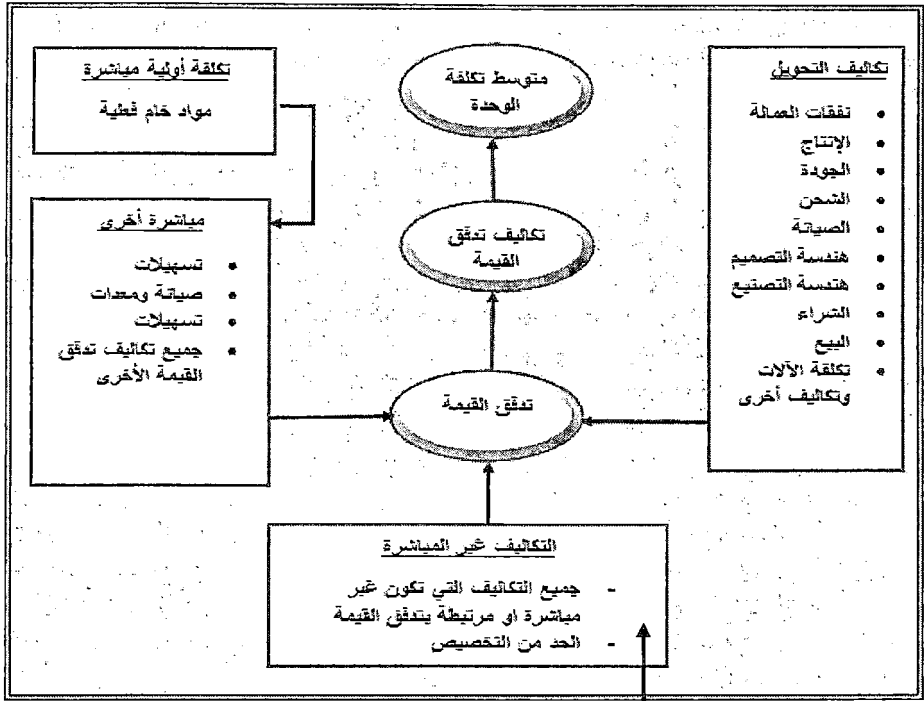 تكاليف التحويل
نفقات العمالة
الإنتاج
الجودة
الشحن
الصيانة
هندسة التصميم
هندسة التصنيع
الشراء
البيع
تكلفة الآلات
وتكاليف أخرى
متوسط تكلفة
الوحدة
تكاليف تدفق
القيمة
تدفق القيمة
تكلفة أولية مباشرة
مواد خام فعلية
مباشرة أخرى
تسهيلات
صيانة ومعدات
تسهيلات
جميع تكاليف تدفق
القيمة الأخرى
التكاليف غير المباشرة
- جميع التكاليف التي تكون غير
مباشرة او مرتبطة بتدفق القيمة
- الحد من التخصيص